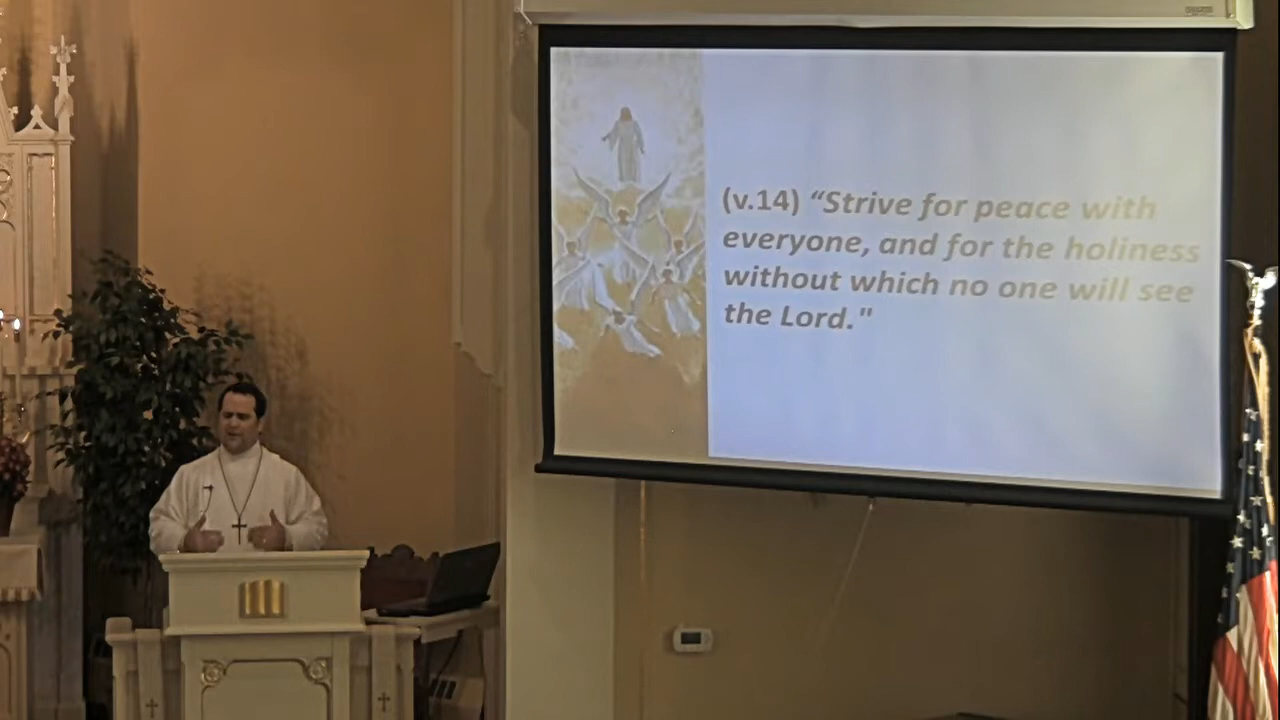 (v.14) “Strive for peace with
everyone, and for the holiness
without which no one will see
the Lord."